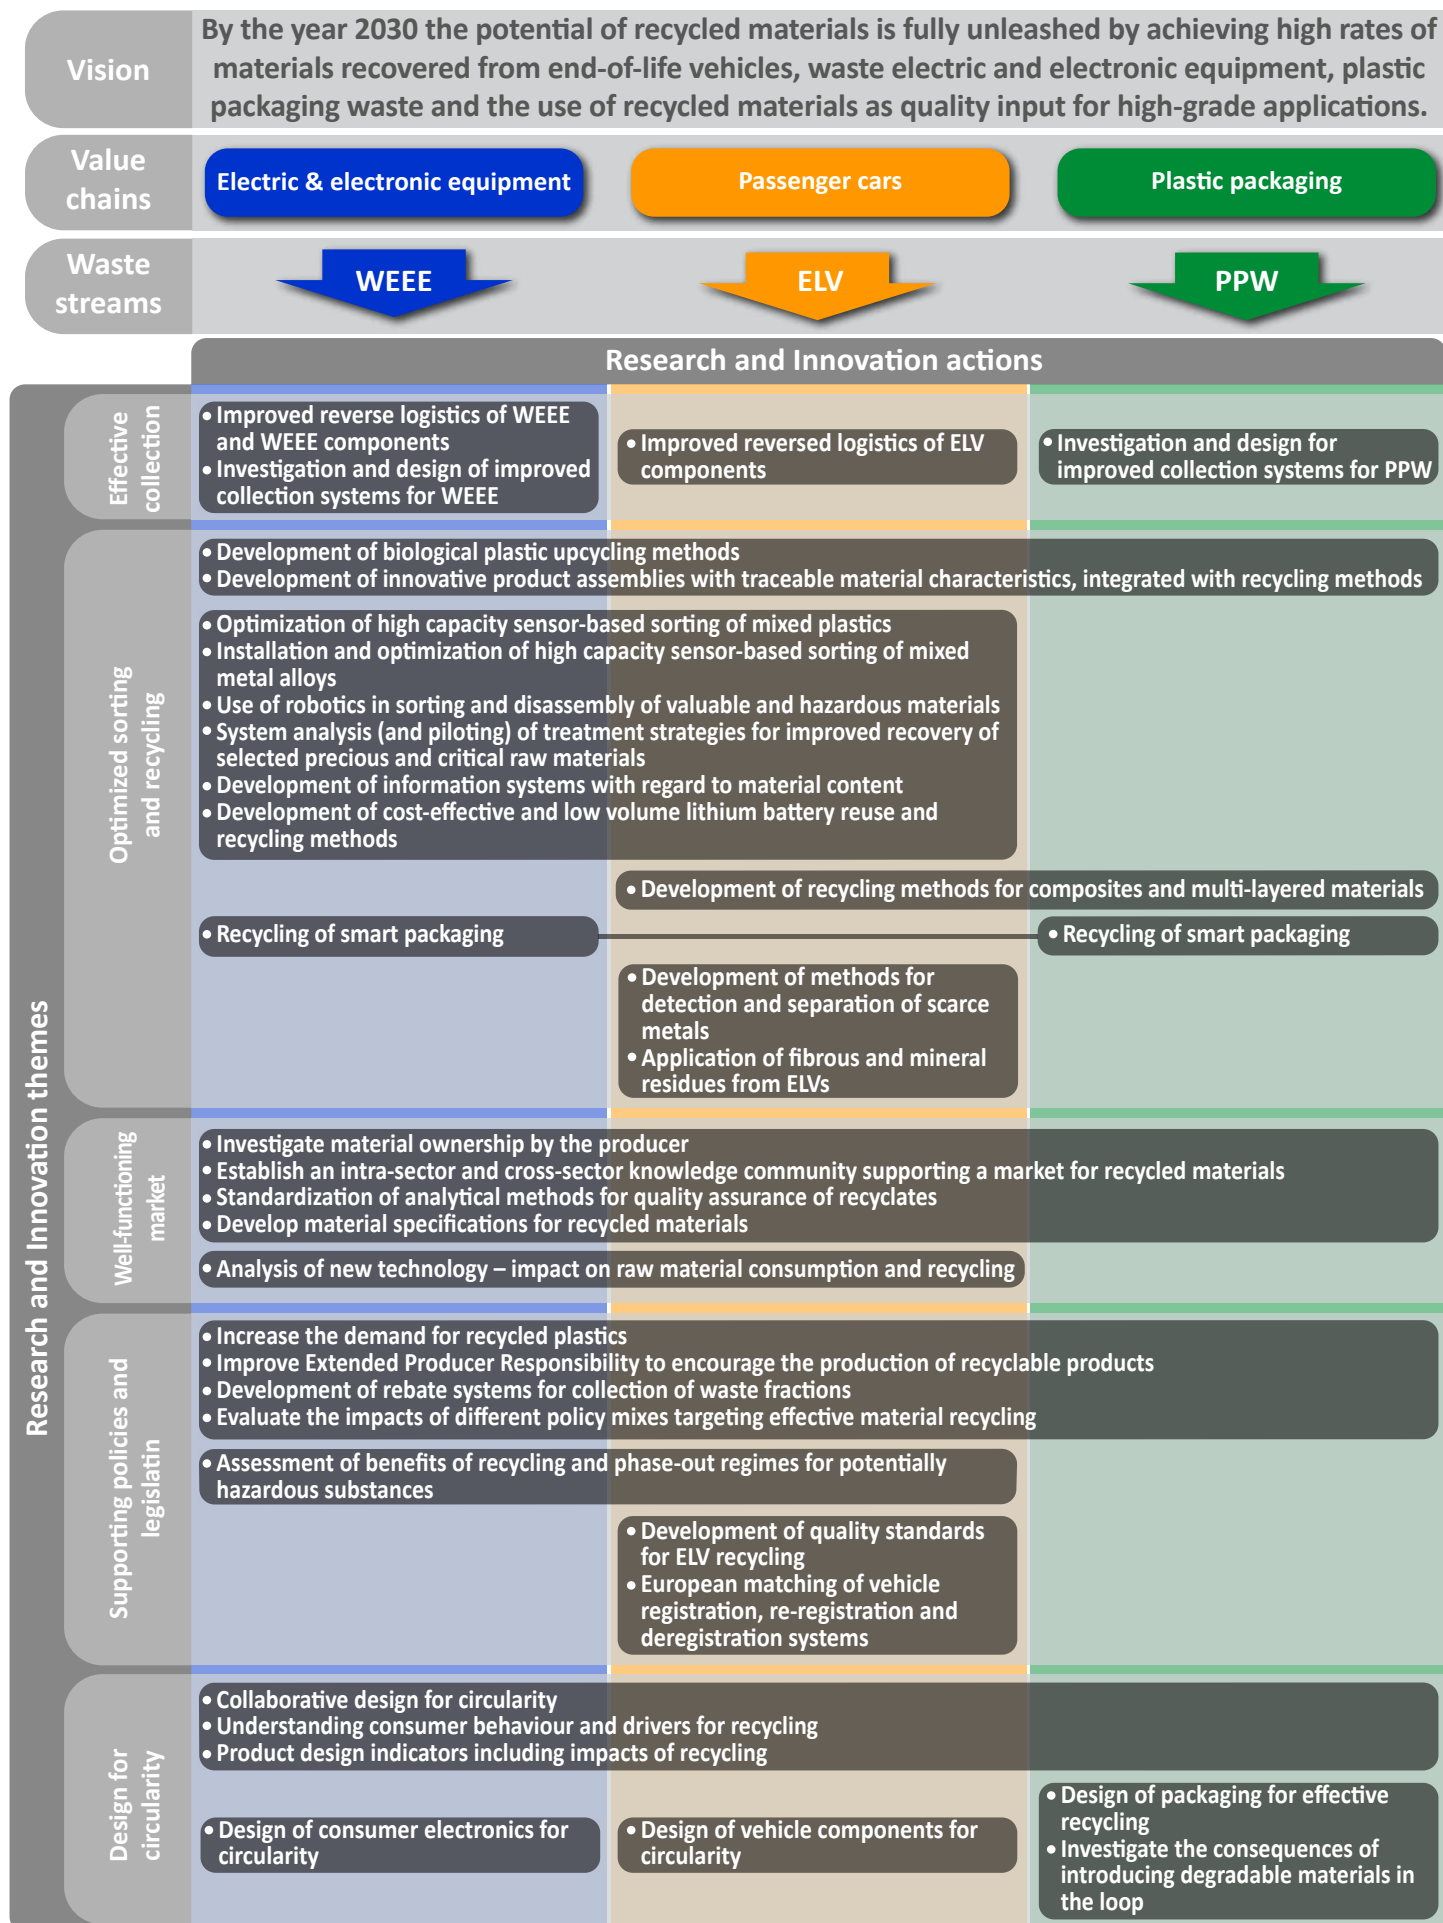 Vision
By the year 2030 the potential of recycled materials is fully unleashed by achieving high rates of
materials recovered from end-of-life vehicles, waste electric and electronic equipment, plastic
packaging waste and the use of recycled materials as quality input for high-grade applications.
Value
chains
Electric & electronic equipment
Passenger cars
Plastic packaging
Waste
streams
WEEE
ELV
PPW
Research and Innovation actions
Research and Innovation themes
Effective
collection
• Improved reverse logistics of WEEE
and WEEE components
• Investigation and design of improved
collection systems for WEEE
• Improved reversed logistics of ELV
components
• Investigation and design for
improved collection systems for PPW
Optimized sorting
and recycling
• Development of biological plastic upcycling methods
• Development of innovative product assemblies with traceable material characteristics, integrated with recycling methods
• Optimization of high capacity sensor-based sorting of mixed plastics
• Installation and optimization of high capacity sensor-based sorting of mixed
metal alloys
• Use of robotics in sorting and disassembly of valuable and hazardous materials
• System analysis (and piloting) of treatment strategies for improved recovery of
selected precious and critical raw materials
• Development of information systems with regard to material content
• Development of cost-effective and low volume lithium battery reuse and
recycling methods
• Development of recycling methods for composites and multi-layered materials
• Recycling of smart packaging
• Recycling of smart packaging
• Development of methods for
detection and separation of scarce
metals
• Application of fibrous and mineral
residues from ELVs
Well-functioning
market
• Investigate material ownership by the producer
• Establish an intra-sector and cross-sector knowledge community supporting a market for recycled materials
• Standardization of analytical methods for quality assurance of recyclates
• Develop material specifications for recycled materials
• Analysis of new technology – impact on raw material consumption and recycling
Supporting policies and
legislatin
• Increase the demand for recycled plastics
• Improve Extended Producer Responsibility to encourage the production of recyclable products
• Development of rebate systems for collection of waste fractions
• Evaluate the impacts of different policy mixes targeting effective material recycling
• Assessment of benefits of recycling and phase-out regimes for potentially
hazardous substances
• Development of quality standards
for ELV recycling
• European matching of vehicle
registration, re-registration and
deregistration systems
Design for
circularity
• Collaborative design for circularity
• Understanding consumer behaviour and drivers for recycling
• Product design indicators including impacts of recycling
• Design of consumer electronics for
circularity
• Design of vehicle components for
circularity
• Design of packaging for effective
recycling
• Investigate the consequences of
introducing degradable materials in
the loop